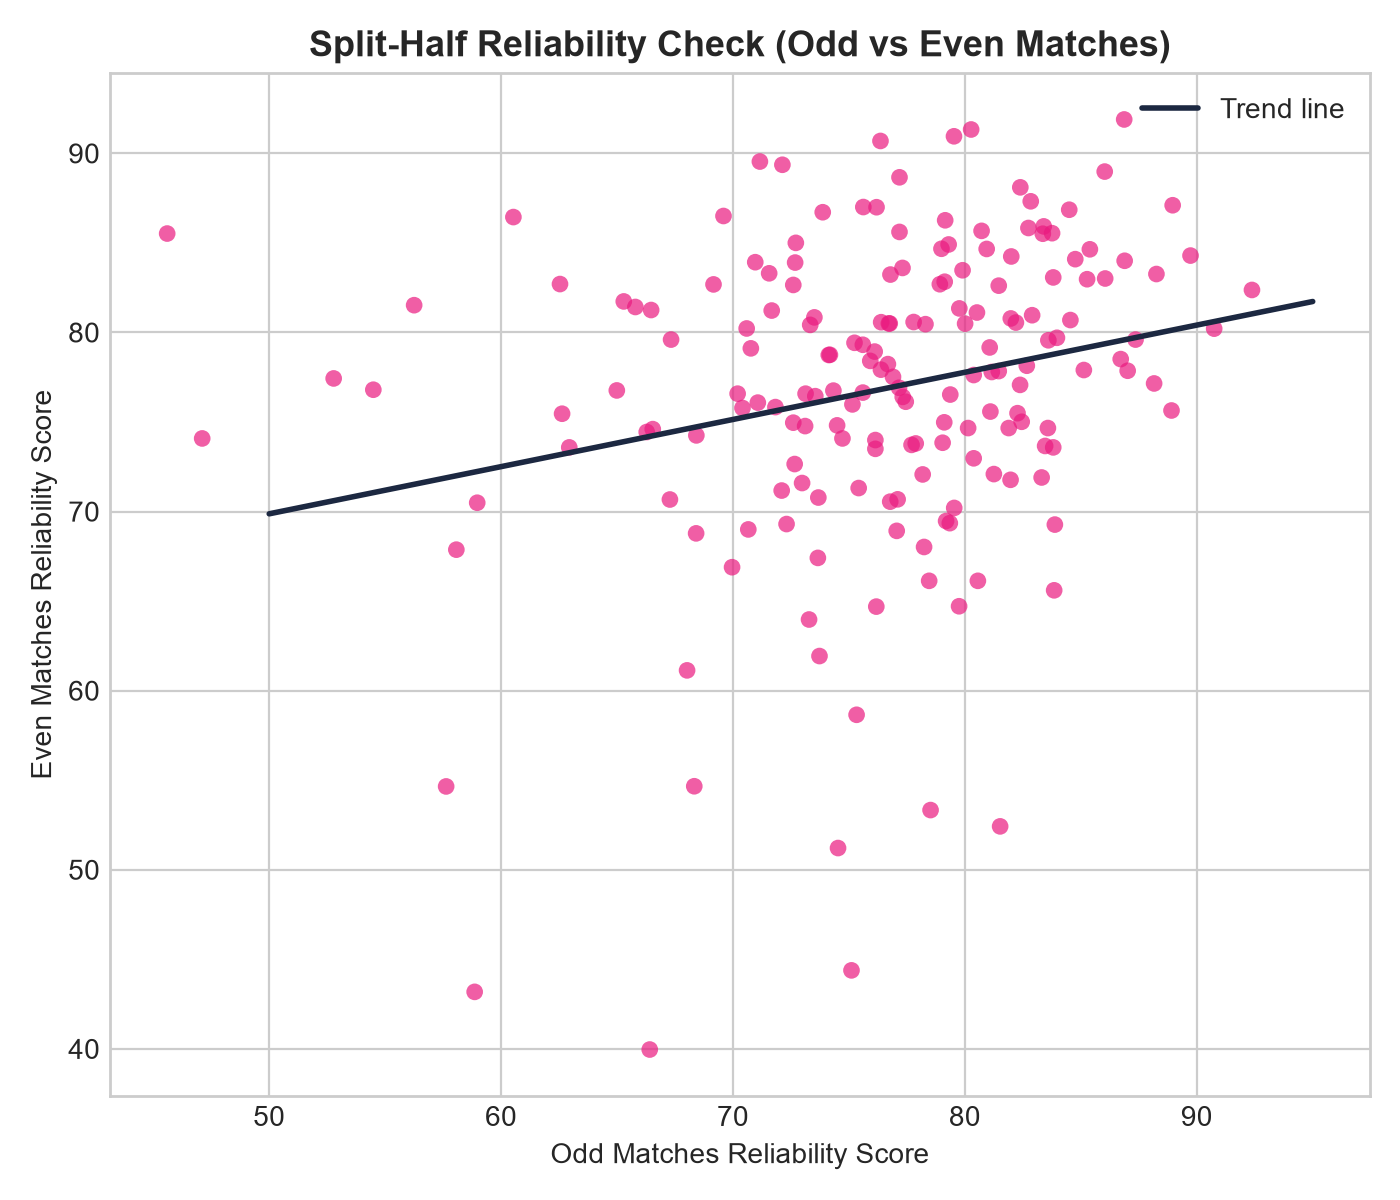 Split-Half Reliability Check (Odd vs Even Matches)
Trend line
90
80
70
60
50
40
Even Matches Reliability Score
50 60 70 80 90
Odd Matches Reliability Score